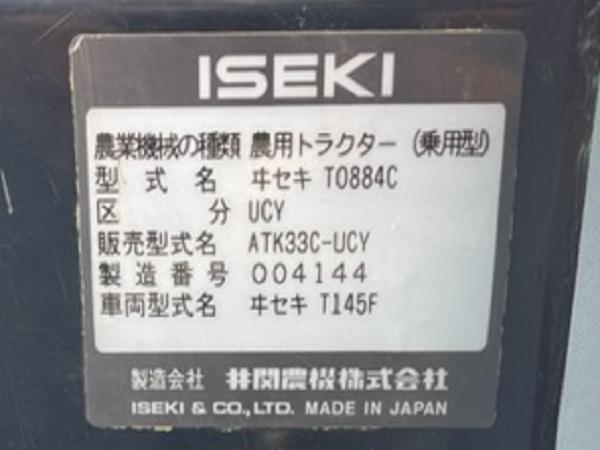 ISEKI
農業機械の種類 農用トラクター (乗用型)
型式名 ヰセキ T0884C
区分 UCY
販売型式名 ATK33C-UCY
製造番号 004144
車両型式名 ヰセキ T145F
製造会社 井関農機株式会社
ISEKI & CO.,LTD. MADE IN JAPAN